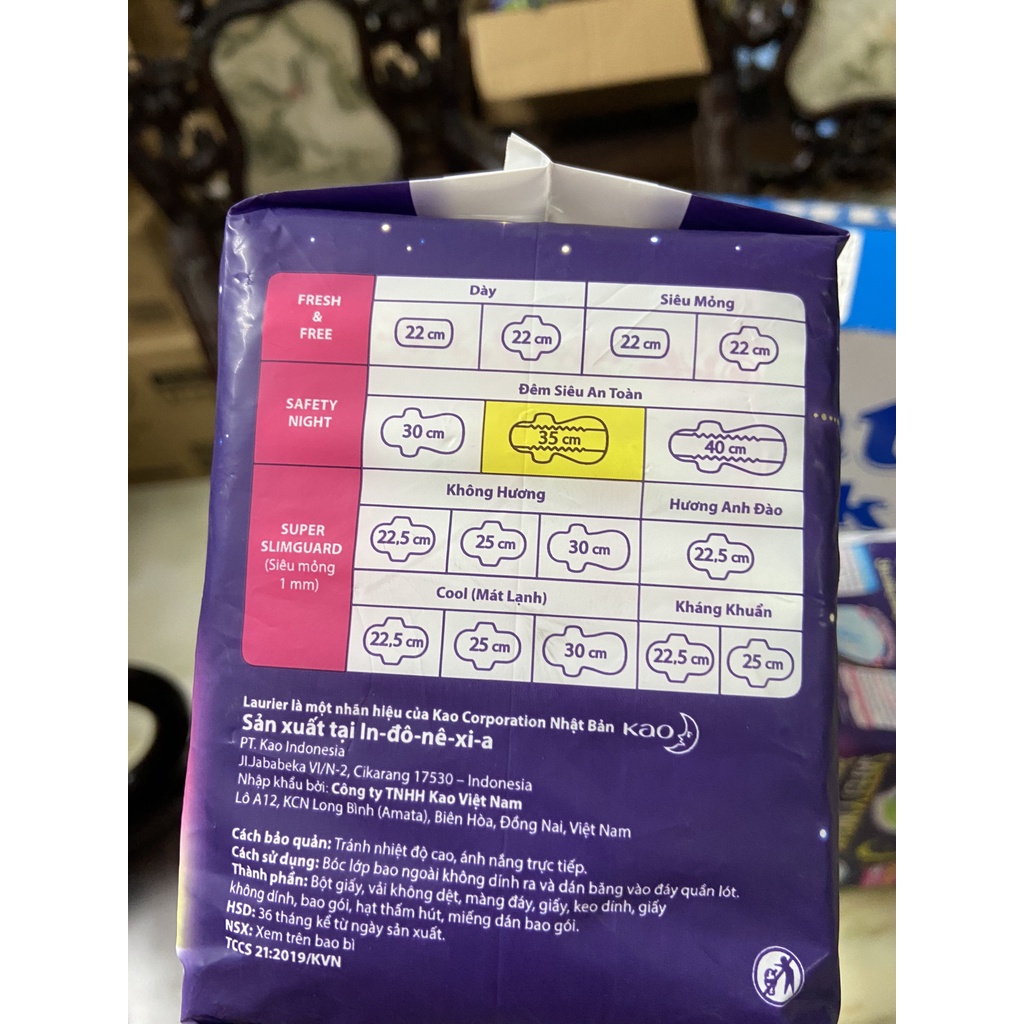 FRESH
&
FREE
Dày
Siêu Mỏng
22 cm
22 cm
22 cm
22 cm
SAFETY
NIGHT
Đêm Siêu An Toàn
30 cm
35 cm
40 cm
SUPER
SLIMGUARD
(Siêu mỏng
1 mm)
Không Hương
Hương Anh Đào
22,5 cm
25 cm
30 cm
22,5 cm
Cool (Mát Lạnh)
Kháng Khuẩn
22,5 cm
25 cm
30 cm
22,5 cm
25 cm
Laurier là một nhãn hiệu của Kao Corporation Nhật Bản Kao
Sản xuất tại In-đô-nê-xi-a
PT. Kao Indonesia
Jl.Jababeka VI/N-2, Cikarang 17530 – Indonesia
Nhập khẩu bởi: Công ty TNHH Kao Việt Nam
Lô A12, KCN Long Bình (Amata), Biên Hòa, Đồng Nai, Việt Nam
Cách bảo quản: Tránh nhiệt độ cao, ánh nắng trực tiếp.
Cách sử dụng: Bóc lớp bao ngoài không dính ra và dán băng vào đáy quần lót.
Thành phần: Bột giấy, vải không dệt, màng đáy, giấy, keo dính, giấy
không dính, bao gói, hạt thấm hút, miếng dán bao gói.
HSD: 36 tháng kể từ ngày sản xuất.
NSX: Xem trên bao bì
TCCS 21:2019/KVN